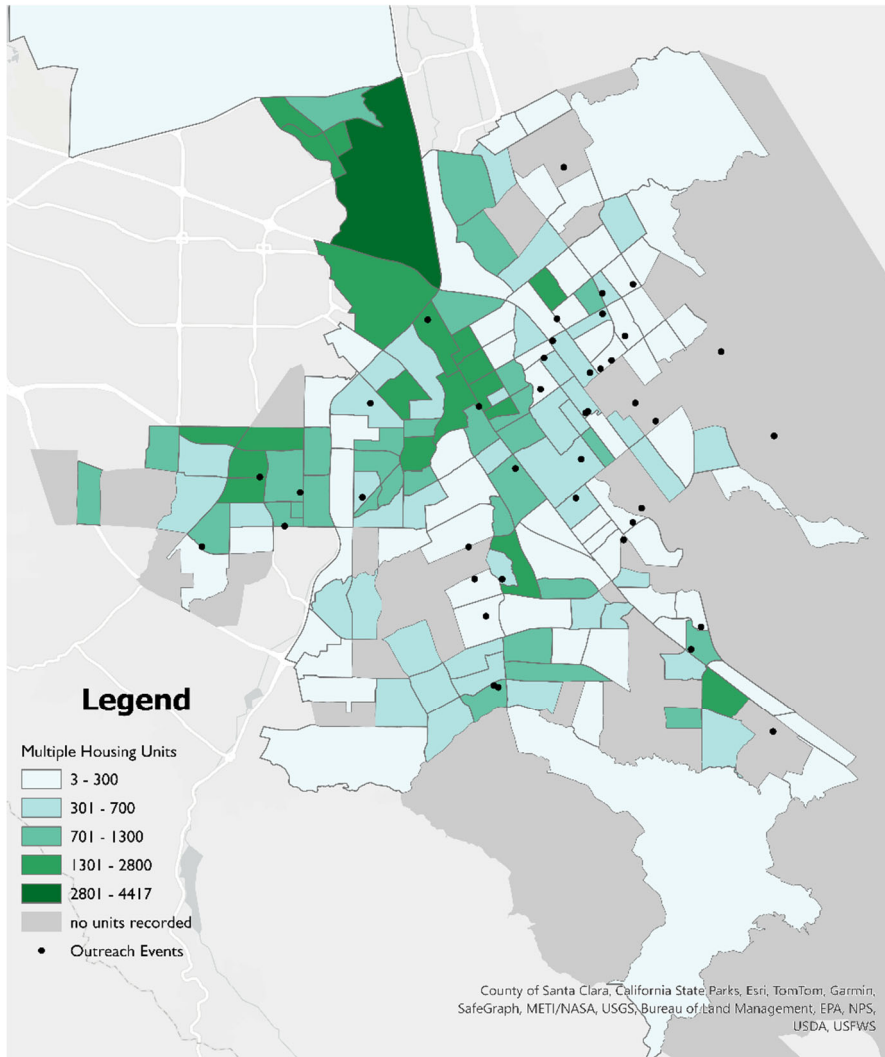 Legend
Multiple Housing Units
3 - 300
301 - 700
701 - 1300
1301 - 2800
2801 - 4417
no units recorded
Outreach Events
County of Santa Clara, California State Parks, Esri, TomTom, Garmin,
SafeGraph, METI/NASA, USGS, Bureau of Land Management, EPA, NPS,
USDA, USFWS